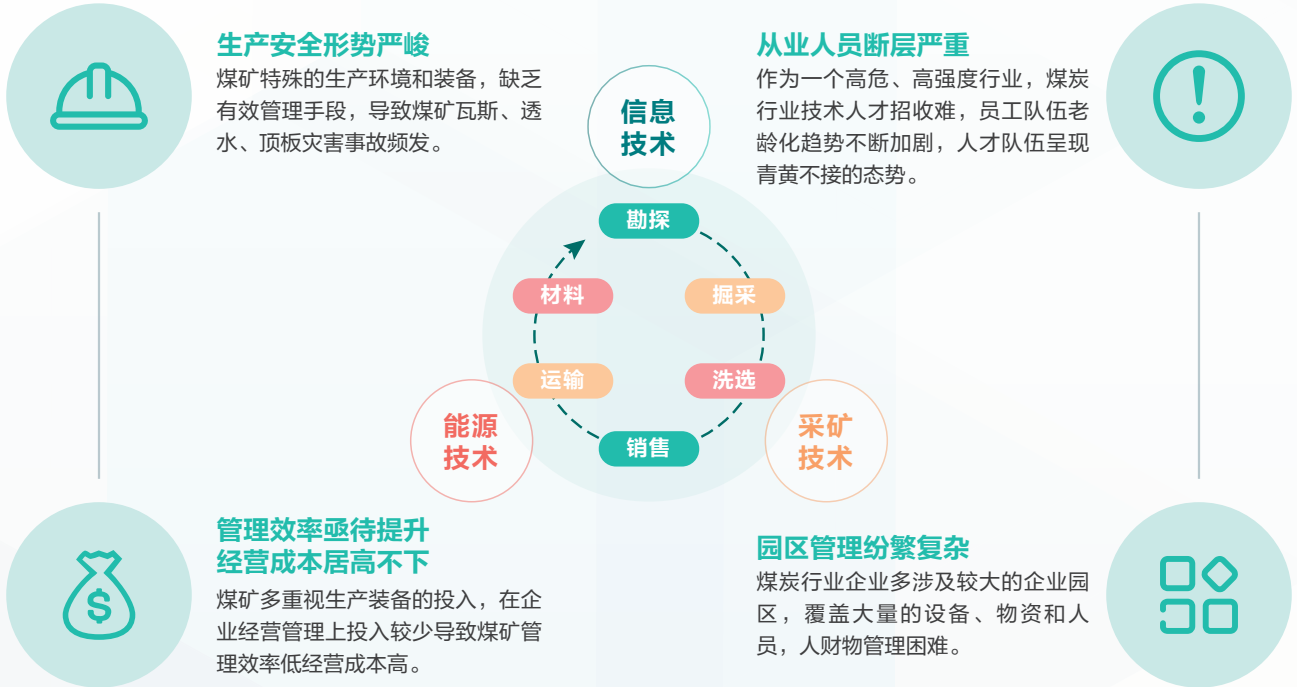 生产安全形势严峻
煤矿特殊的生产环境和装备，缺乏
有效管理手段，导致煤矿瓦斯、透
水、顶板灾害事故频发。
从业人员断层严重
作为一个高危、高强度行业，煤炭
行业技术人才招收难，员工队伍老
龄化趋势不断加剧，人才队伍呈现
青黄不接的态势。
信息
技术
勘探
材料
掘采
运输
洗选
销售
能源
技术
采矿
技术
管理效率亟待提升
经营成本居高不下
煤矿多重视生产装备的投入，在企
业经营管理上投入较少导致煤矿管
理效率低经营成本高。
园区管理纷繁复杂
煤炭行业企业多涉及较大的企业园
区，覆盖大量的设备、物资和人
员，人财物管理困难。
$